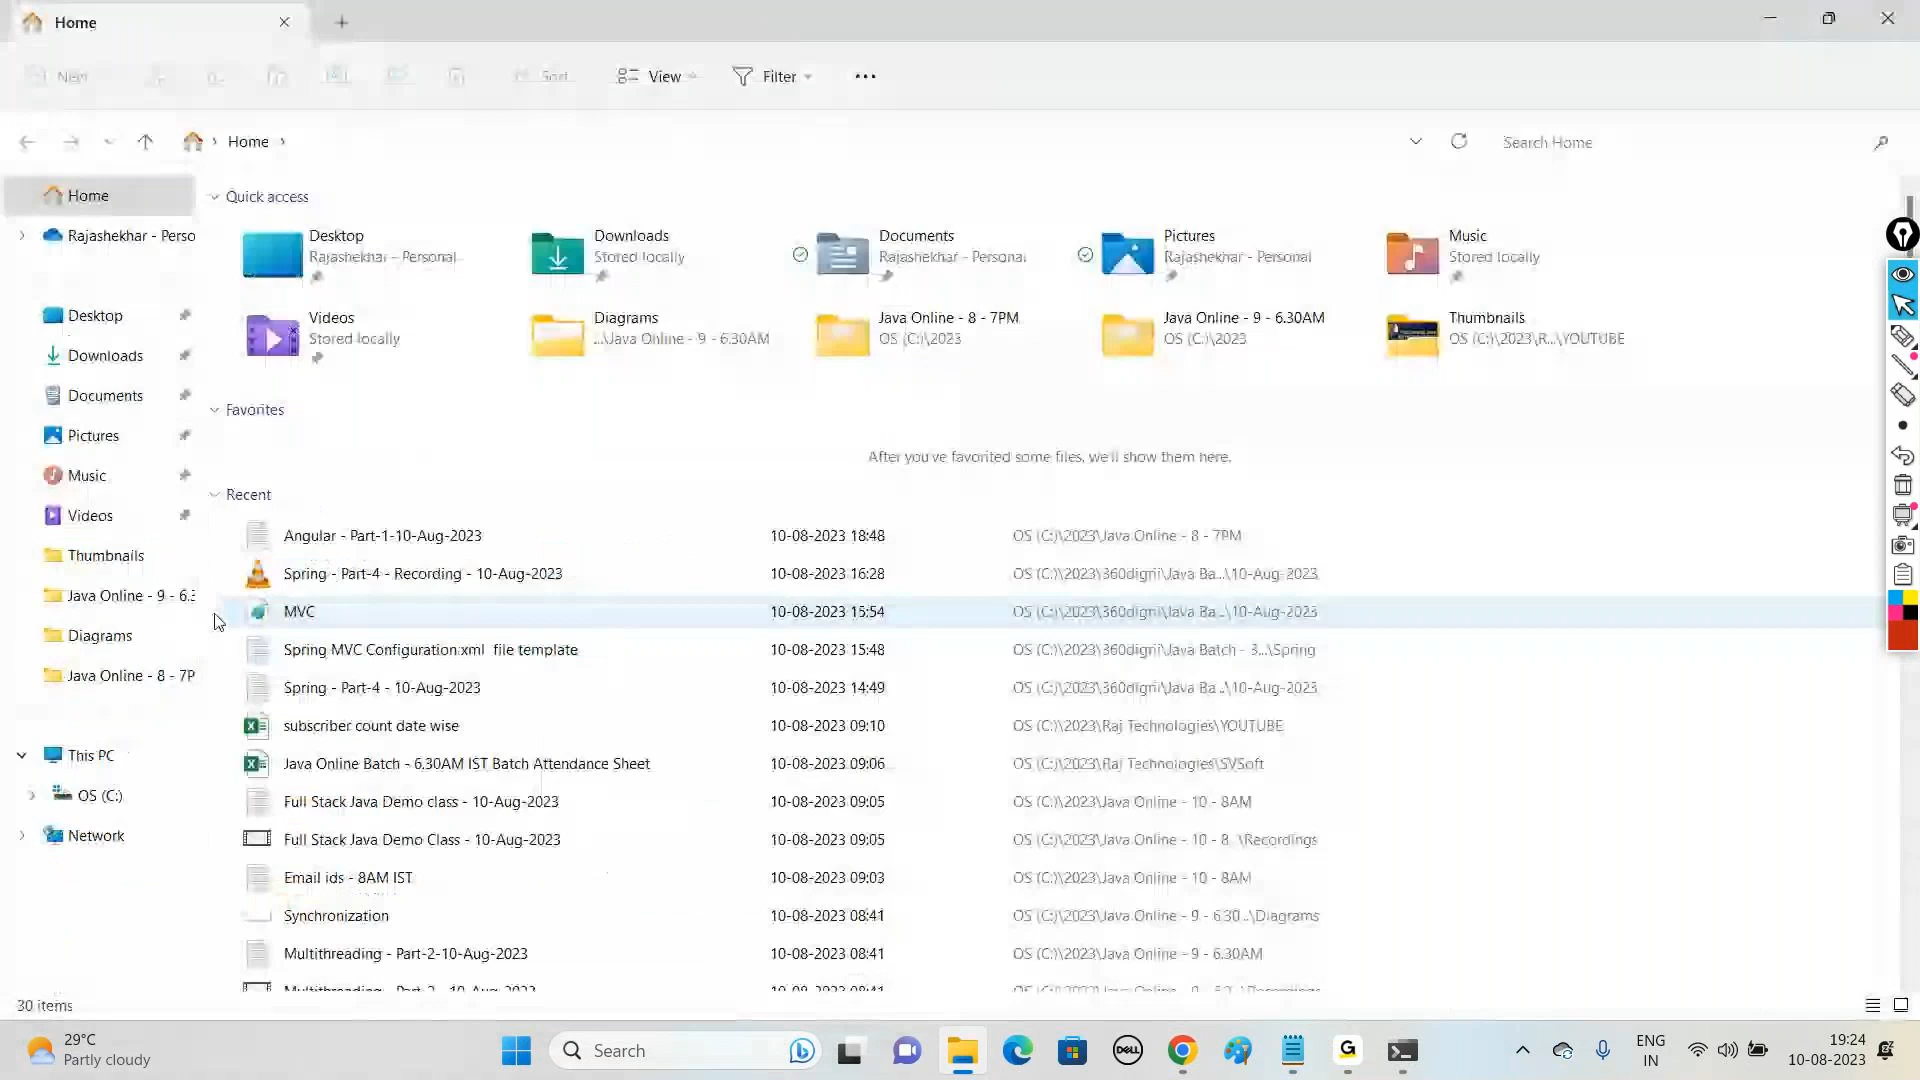 Home
New
Sort
View
Filter
Home
Search Home
Home
Rajashekhar - Perso
Desktop
Downloads
Documents
Pictures
Music
Videos
Thumbnails
Java Online - 9 - 6.3
Diagrams
Java Online - 8 - 7P
This PC
OS (C:)
Network
Quick access
Desktop
Rajashekhar - Personal
Downloads
Stored locally
Documents
Rajashekhar - Personal
Pictures
Rajashekhar - Personal
Music
Stored locally
Videos
Stored locally
Diagrams
...\Java Online - 9 - 6.30AM
Java Online - 8 - 7PM
OS (C:)\2023
Java Online - 9 - 6.30AM
OS (C:)\2023
Thumbnails
OS (C:)\2023\R...\YOUTUBE
Favorites
After you've favorited some files, we'll show them here.
Recent
Angular - Part-1-10-Aug-2023 10-08-2023 18:48 OS (C:)\2023\Java Online - 8 - 7PM
Spring - Part-4 - Recording - 10-Aug-2023 10-08-2023 16:28 OS (C:)\2023\360digri\Java Ba...\10-Aug-2023
MVC 10-08-2023 15:54 OS (C:)\2023\360digri\Java Ba...\10-Aug-2023
Spring MVC Configuration.xml file template 10-08-2023 15:48 OS (C:)\2023\360digri\Java Batch - 3...\Spring
Spring - Part-4 - 10-Aug-2023 10-08-2023 14:49 OS (C:)\2023\360digri\Java Ba...\10-Aug-2023
subscriber count date wise 10-08-2023 09:10 OS (C:)\2023\Raj Technologies\YOUTUBE
Java Online Batch - 6.30AM IST Batch Attendance Sheet 10-08-2023 09:06 OS (C:)\2023\Raj Technologies\SVSoft
Full Stack Java Demo class - 10-Aug-2023 10-08-2023 09:05 OS (C:)\2023\Java Online - 10 - 8AM
Full Stack Java Demo Class - 10-Aug-2023 10-08-2023 09:05 OS (C:)\2023\Java Online - 10 - 8...\Recordings
Email ids - 8AM IST 10-08-2023 09:03 OS (C:)\2023\Java Online - 10 - 8AM
Synchronization 10-08-2023 08:41 OS (C:)\2023\Java Online - 9 - 6.30...\Diagrams
Multithreading - Part-2-10-Aug-2023 10-08-2023 08:41 OS (C:)\2023\Java Online - 9 - 6.30AM
30 items
29°C
Partly cloudy
Search
DELL
G
ENG
IN
19:24
10-08-2023